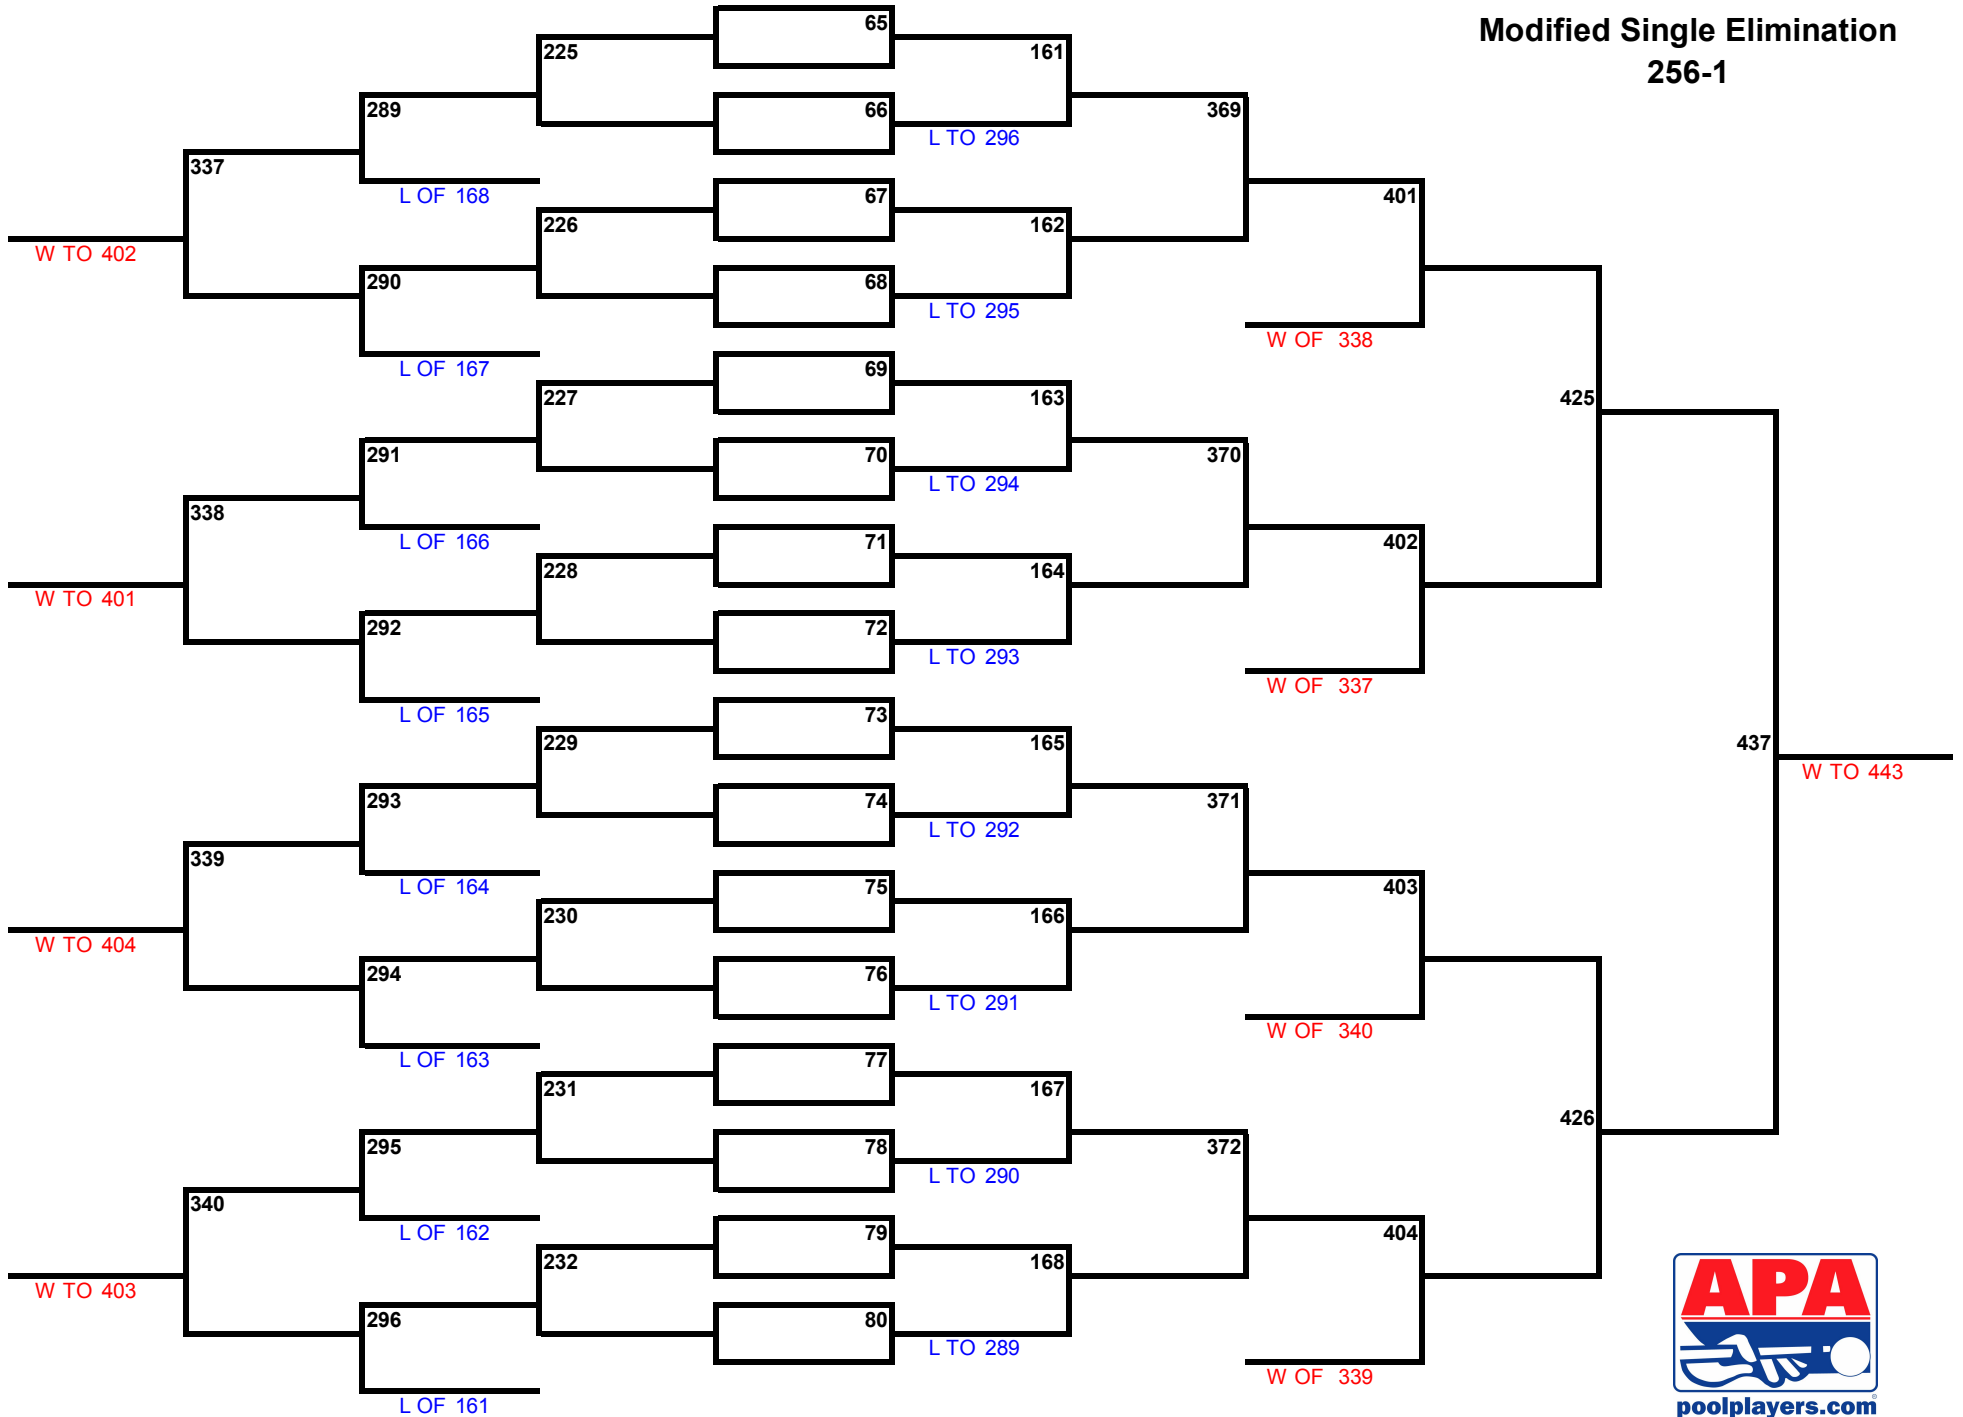 Modified Single Elimination
256-1
65
225
161
66
289
369
L TO 296
337
67
401
L OF 168
226
162
W TO 402
290
68
L TO 295
W OF 338
69
L OF 167
227
163
425
291
70
370
L TO 294
338
71
402
L OF 166
228
164
W TO 401
292
72
L TO 293
W OF 337
73
L OF 165
229
165
437
W TO 443
293
74
371
L TO 292
339
75
403
L OF 164
230
166
W TO 404
294
76
L TO 291
W OF 340
77
L OF 163
231
167
426
295
78
372
L TO 290
340
79
404
L OF 162
232
168
W TO 403
296
80
L TO 289
W OF 339
L OF 161
APA
poolplayers.com